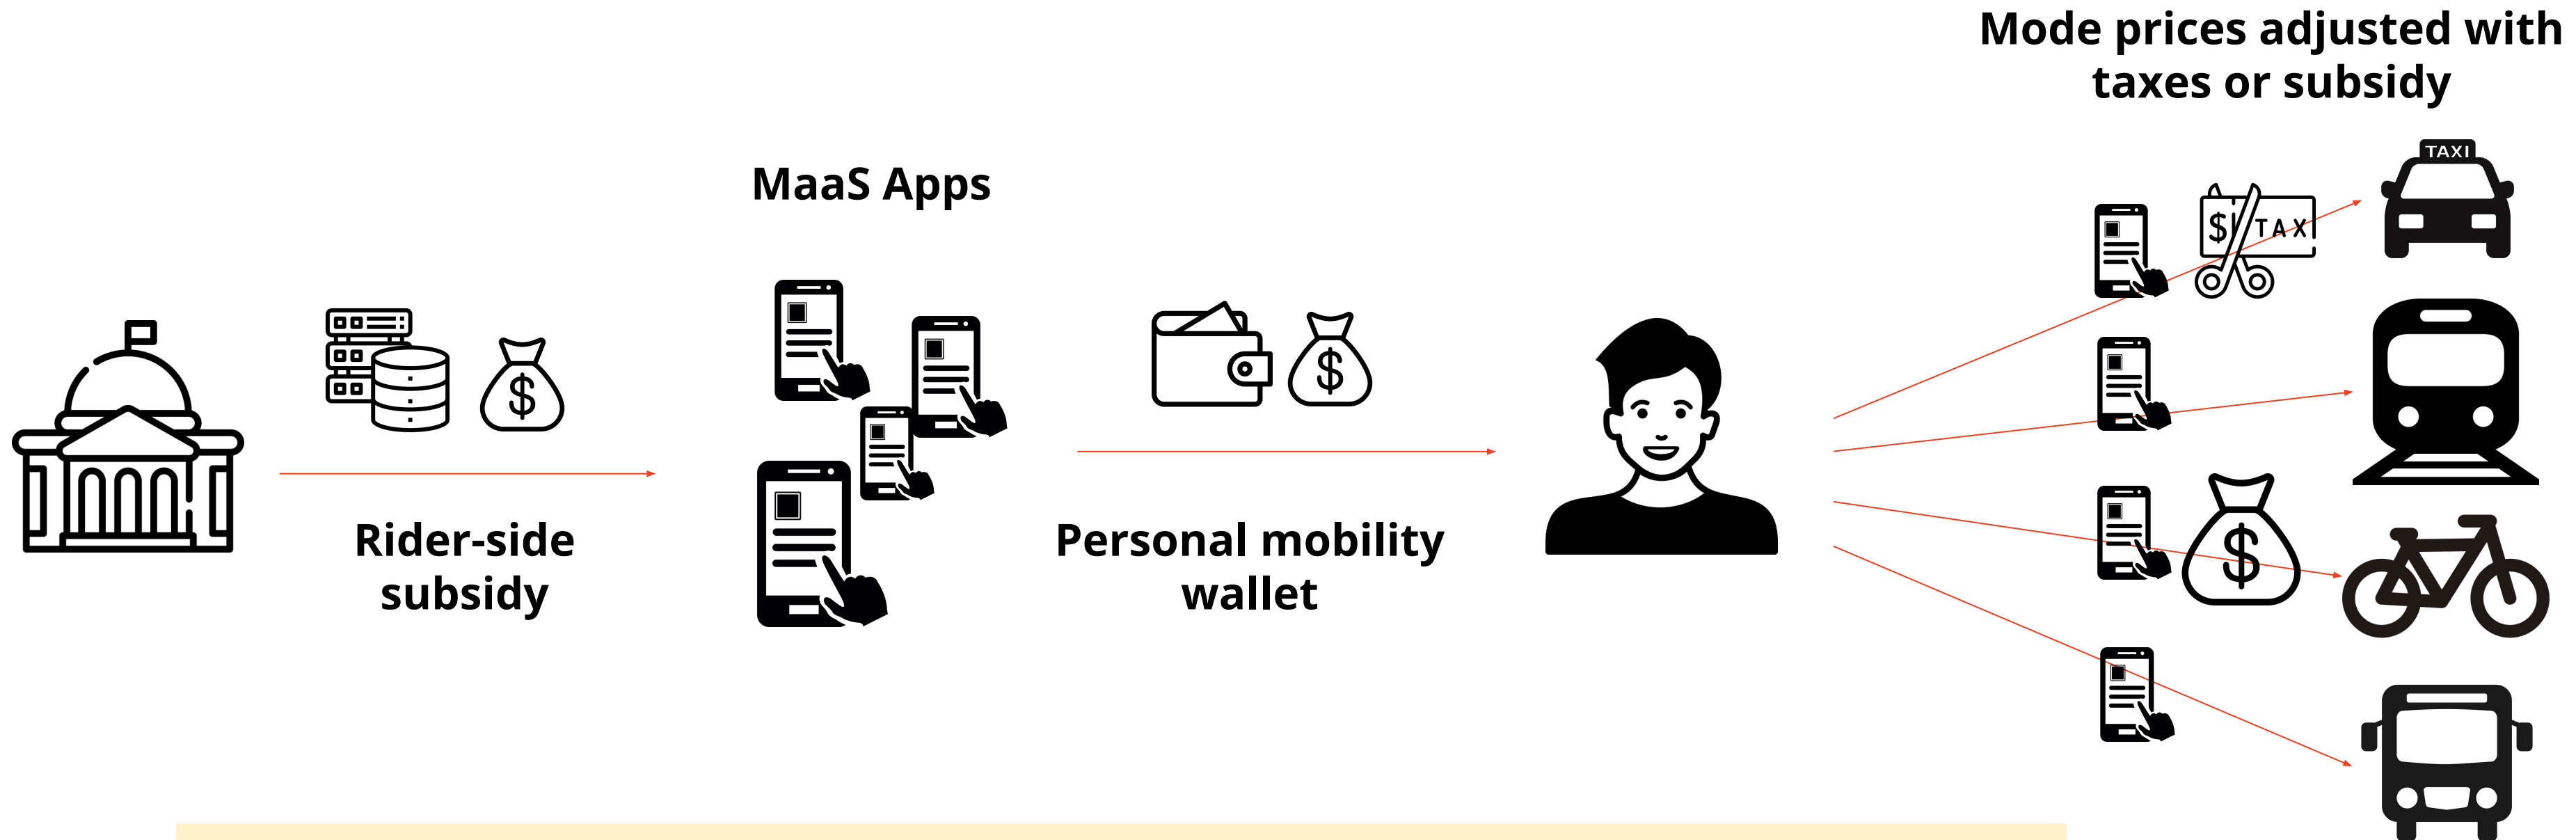 Mode prices adjusted with
taxes or subsidy
MaaS Apps
TAXI
$ TAX
$
$
$
Rider-side
subsidy
Personal mobility
wallet